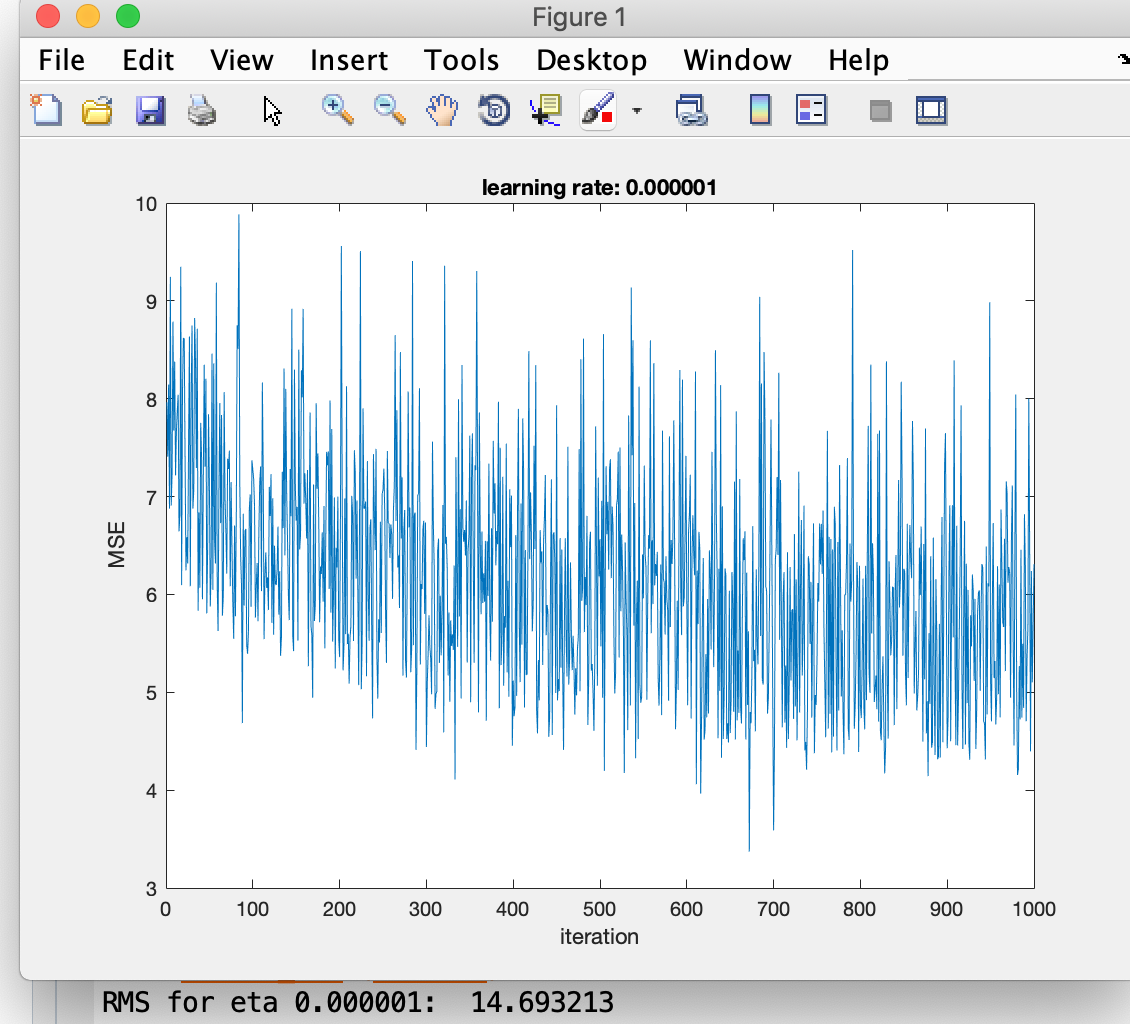 Figure 1
File Edit View Insert Tools Desktop Window Help
learning rate: 0.000001
10
9
8
7
6
5
4
3
MSE
0 100 200 300 400 500 600 700 800 900 1000
iteration
RMS for eta 0.000001:  14.693213